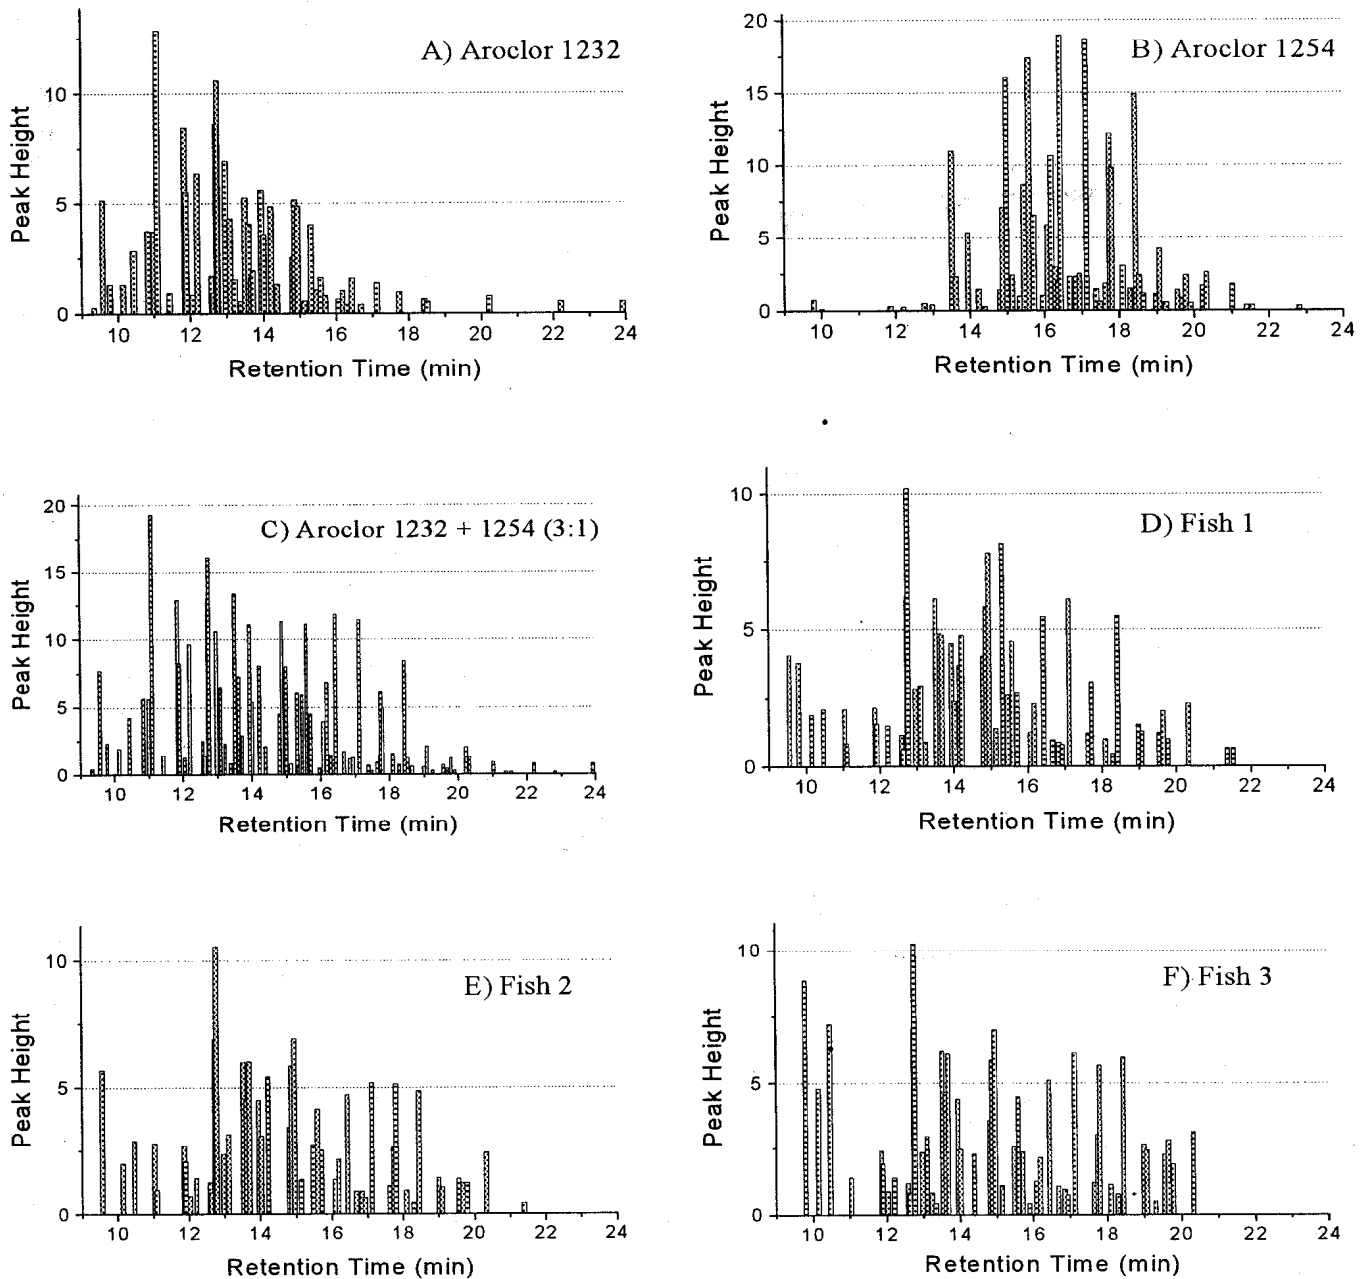 A) Aroclor 1232
Peak Height
10
5
0
10 12 14 16 18 20 22 24
Retention Time (min)
B) Aroclor 1254
Peak Height
20
15
10
5
0
10 12 14 16 18 20 22 24
Retention Time (min)
C) Aroclor 1232 + 1254 (3:1)
Peak Height
20
15
10
5
0
10 12 14 16 18 20 22 24
Retention Time (min)
D) Fish 1
Peak Height
10
5
0
10 12 14 16 18 20 22 24
Retention Time (min)
E) Fish 2
Peak Height
10
5
0
10 12 14 16 18 20 22 24
Retention Time (min)
F) Fish 3
Peak Height
10
5
0
10 12 14 16 18 20 22 24
Retention Time (min)